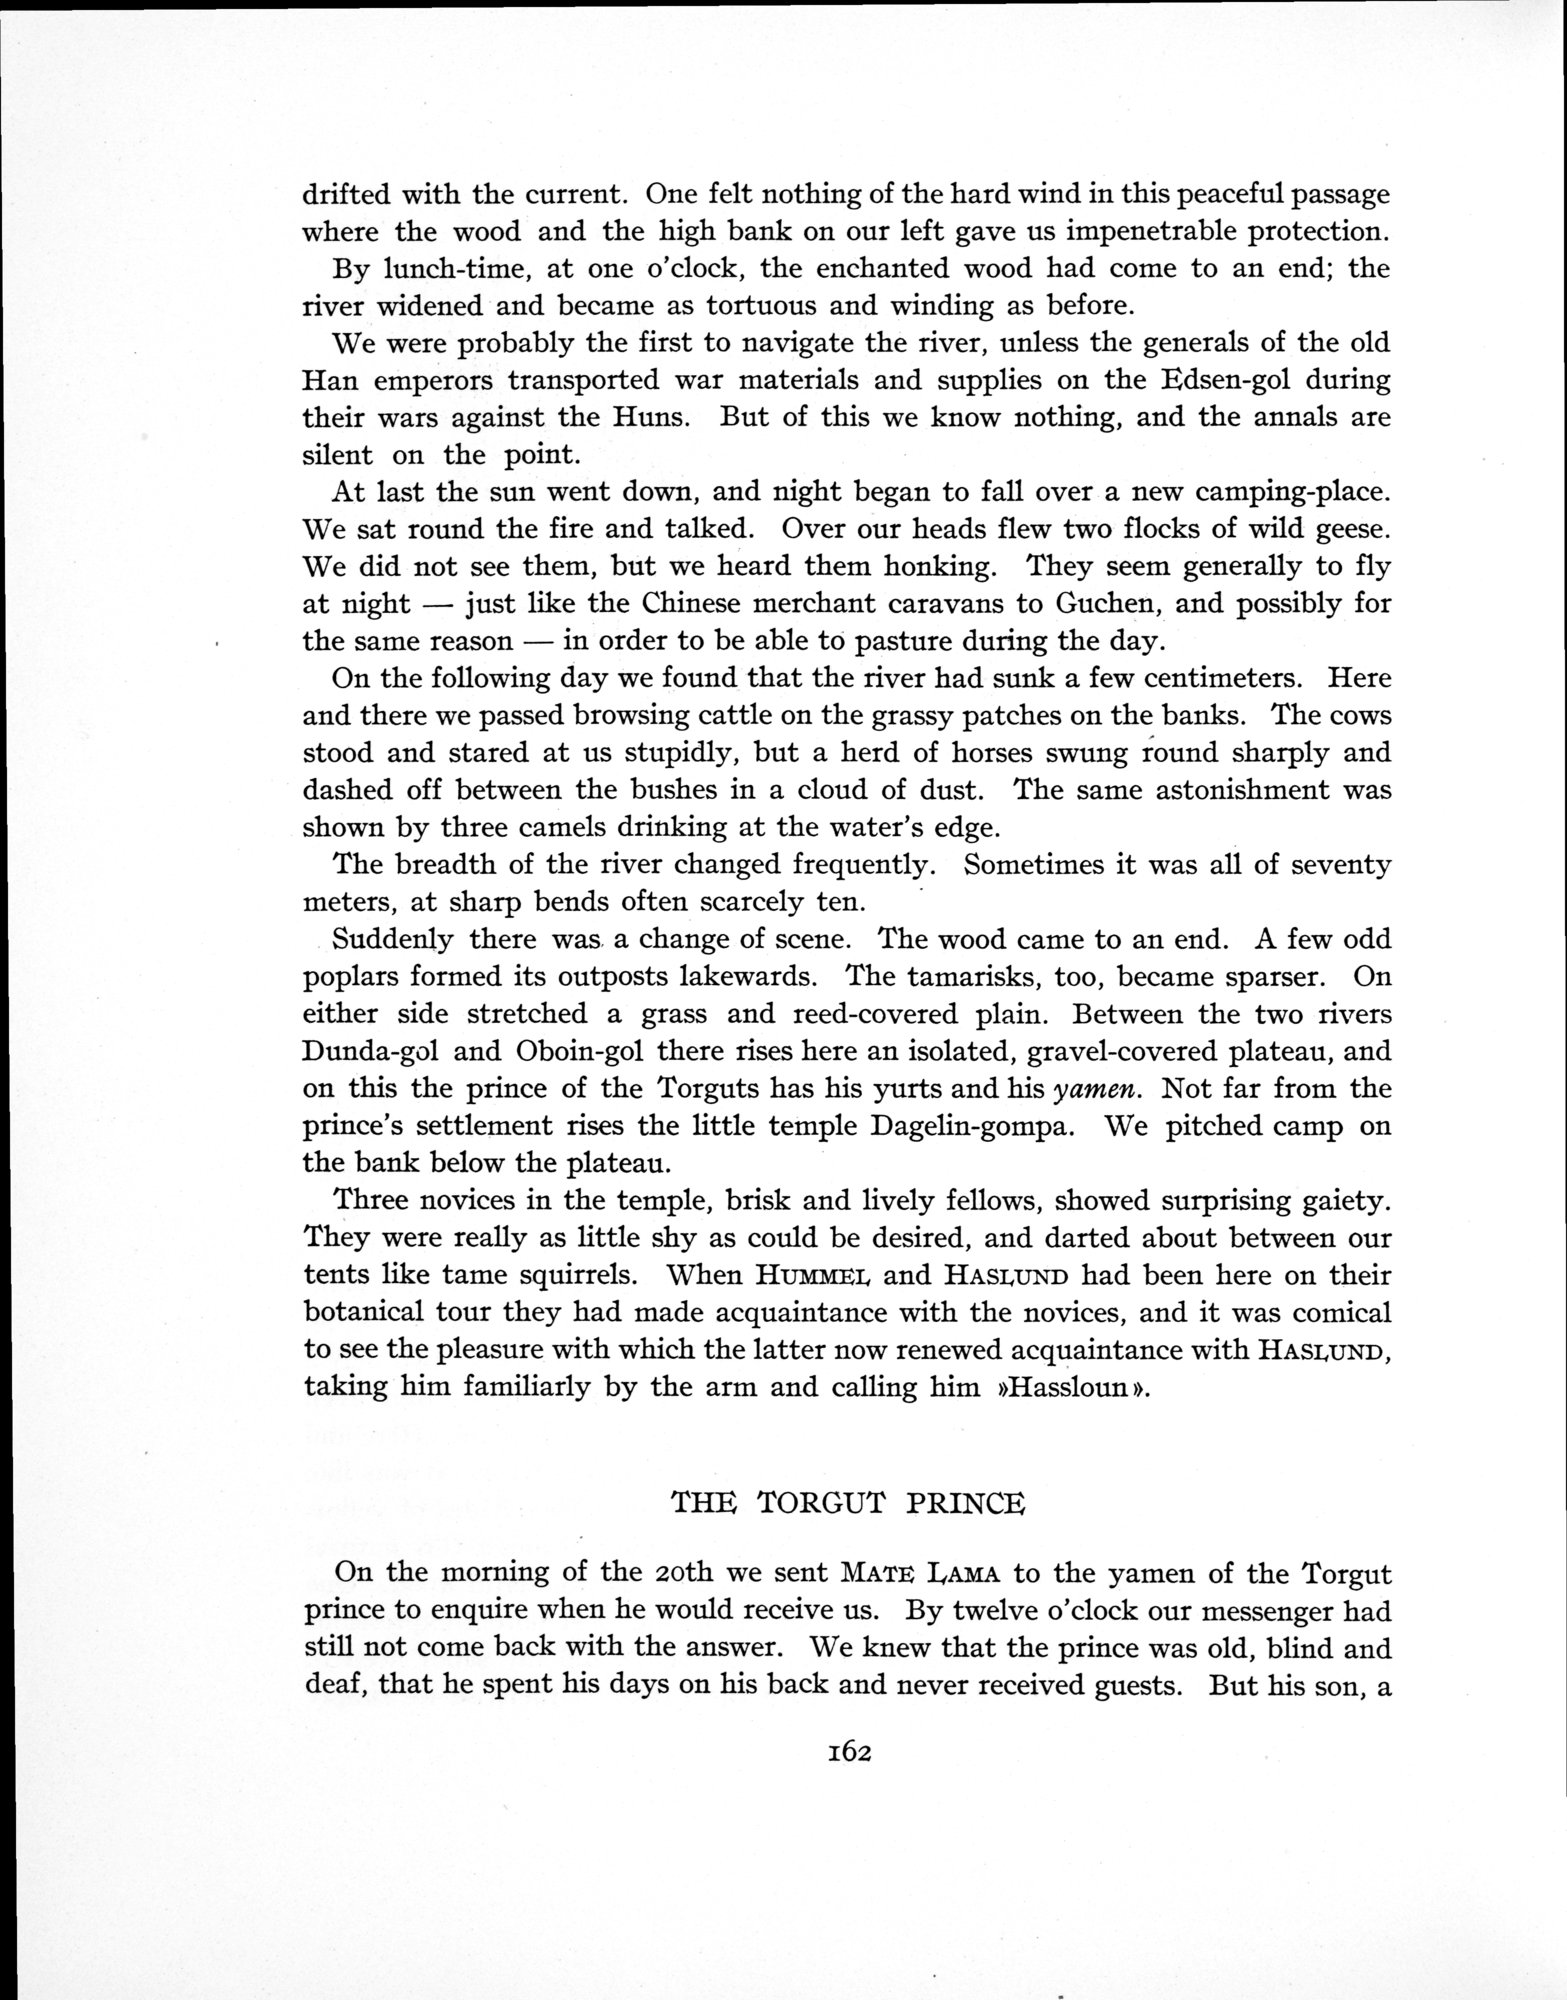 drifted with the current. One felt nothing of the hard wind in this peaceful passage
where the wood and the high bank on our left gave us impenetrable protection.
By lunch-time, at one o'clock, the enchanted wood had come to an end; the
river widened and became as tortuous and winding as before.
We were probably the first to navigate the river, unless the generals of the old
Han emperors transported war materials and supplies on the Edsen-gol during
their wars against the Huns. But of this we know nothing, and the annals are
silent on the point.
At last the sun went down, and night began to fall over a new camping-place.
We sat round the fire and talked. Over our heads flew two flocks of wild geese.
We did not see them, but we heard them honking. They seem generally to fly
at night — just like the Chinese merchant caravans to Guchen, and possibly for
the same reason — in order to be able to pasture during the day.
On the following day we found that the river had sunk a few centimeters. Here
and there we passed browsing cattle on the grassy patches on the banks. The cows
stood and stared at us stupidly, but a herd of horses swung round sharply and
dashed off between the bushes in a cloud of dust. The same astonishment was
shown by three camels drinking at the water's edge.
The breadth of the river changed frequently. Sometimes it was all of seventy
meters, at sharp bends often scarcely ten.
Suddenly there was a change of scene. The wood came to an end. A few odd
poplars formed its outposts lakewards. The tamarisks, too, became sparser. On
either side stretched a grass and reed-covered plain. Between the two rivers
Dunda-gol and Oboin-gol there rises here an isolated, gravel-covered plateau, and
on this the prince of the Torguts has his yurts and his yamen. Not far from the
prince's settlement rises the little temple Dagelin-gompa. We pitched camp on
the bank below the plateau.
Three novices in the temple, brisk and lively fellows, showed surprising gaiety.
They were really as little shy as could be desired, and darted about between our
tents like tame squirrels. When HUMMEL and HASLUND had been here on their
botanical tour they had made acquaintance with the novices, and it was comical
to see the pleasure with which the latter now renewed acquaintance with HASLUND,
taking him familiarly by the arm and calling him »Hassloun».
THE TORGUT PRINCE
On the morning of the 20th we sent MATE LAMA to the yamen of the Torgut
prince to enquire when he would receive us. By twelve o'clock our messenger had
still not come back with the answer. We knew that the prince was old, blind and
deaf, that he spent his days on his back and never received guests. But his son, a
162